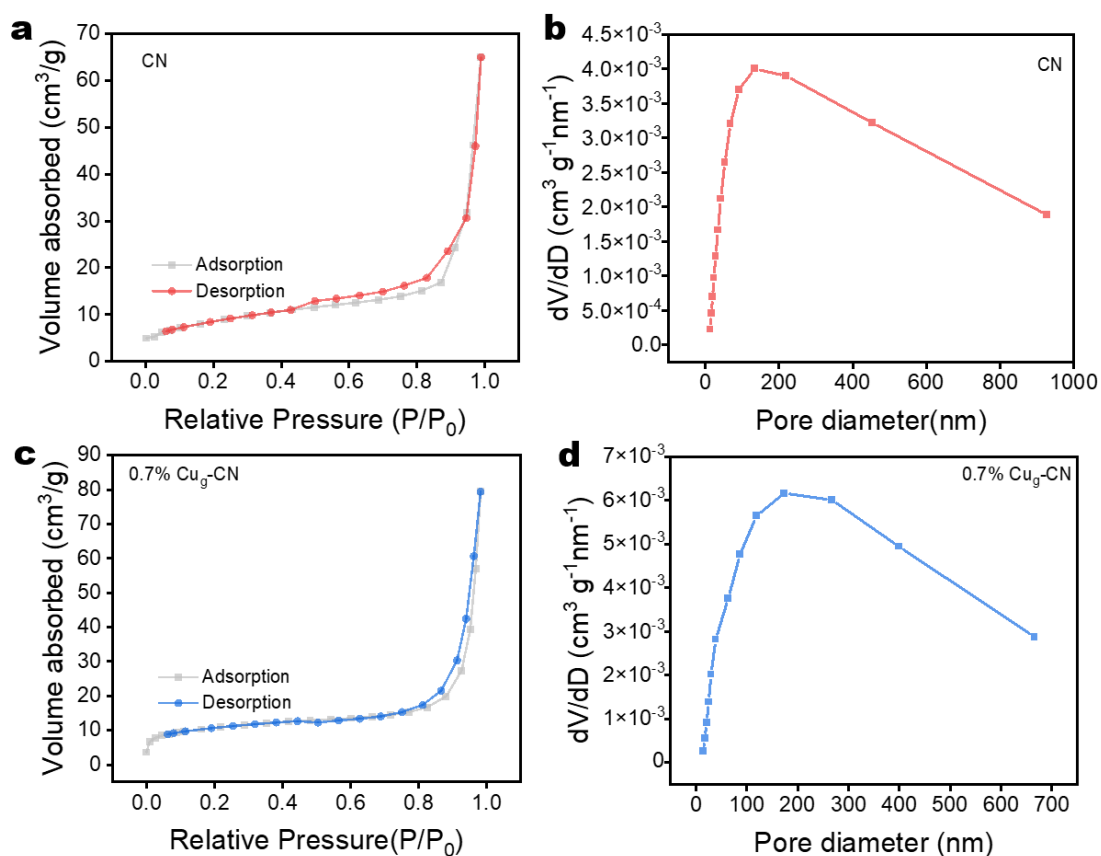 a
CN
Volume absorbed (cm³/g)
70
60
50
40
30
20
10
0
Adsorption
Desorption
0.0 0.2 0.4 0.6 0.8 1.0
Relative Pressure (P/P₀)
b
CN
dV/dD (cm³ g⁻¹nm⁻¹)
4.5×10⁻³
4.0×10⁻³
3.5×10⁻³
3.0×10⁻³
2.5×10⁻³
2.0×10⁻³
1.5×10⁻³
1.0×10⁻³
5.0×10⁻⁴
0.0
0 200 400 600 800 1000
Pore diameter(nm)
c
0.7% Cu₉-CN
Volume absorbed (cm³/g)
90
80
70
60
50
40
30
20
10
0
Adsorption
Desorption
0.0 0.2 0.4 0.6 0.8 1.0
Relative Pressure(P/P₀)
d
0.7% Cu₉-CN
dV/dD (cm³ g⁻¹nm⁻¹)
7×10⁻³
6×10⁻³
5×10⁻³
4×10⁻³
3×10⁻³
2×10⁻³
1×10⁻³
0
0 100 200 300 400 500 600 700
Pore diameter (nm)